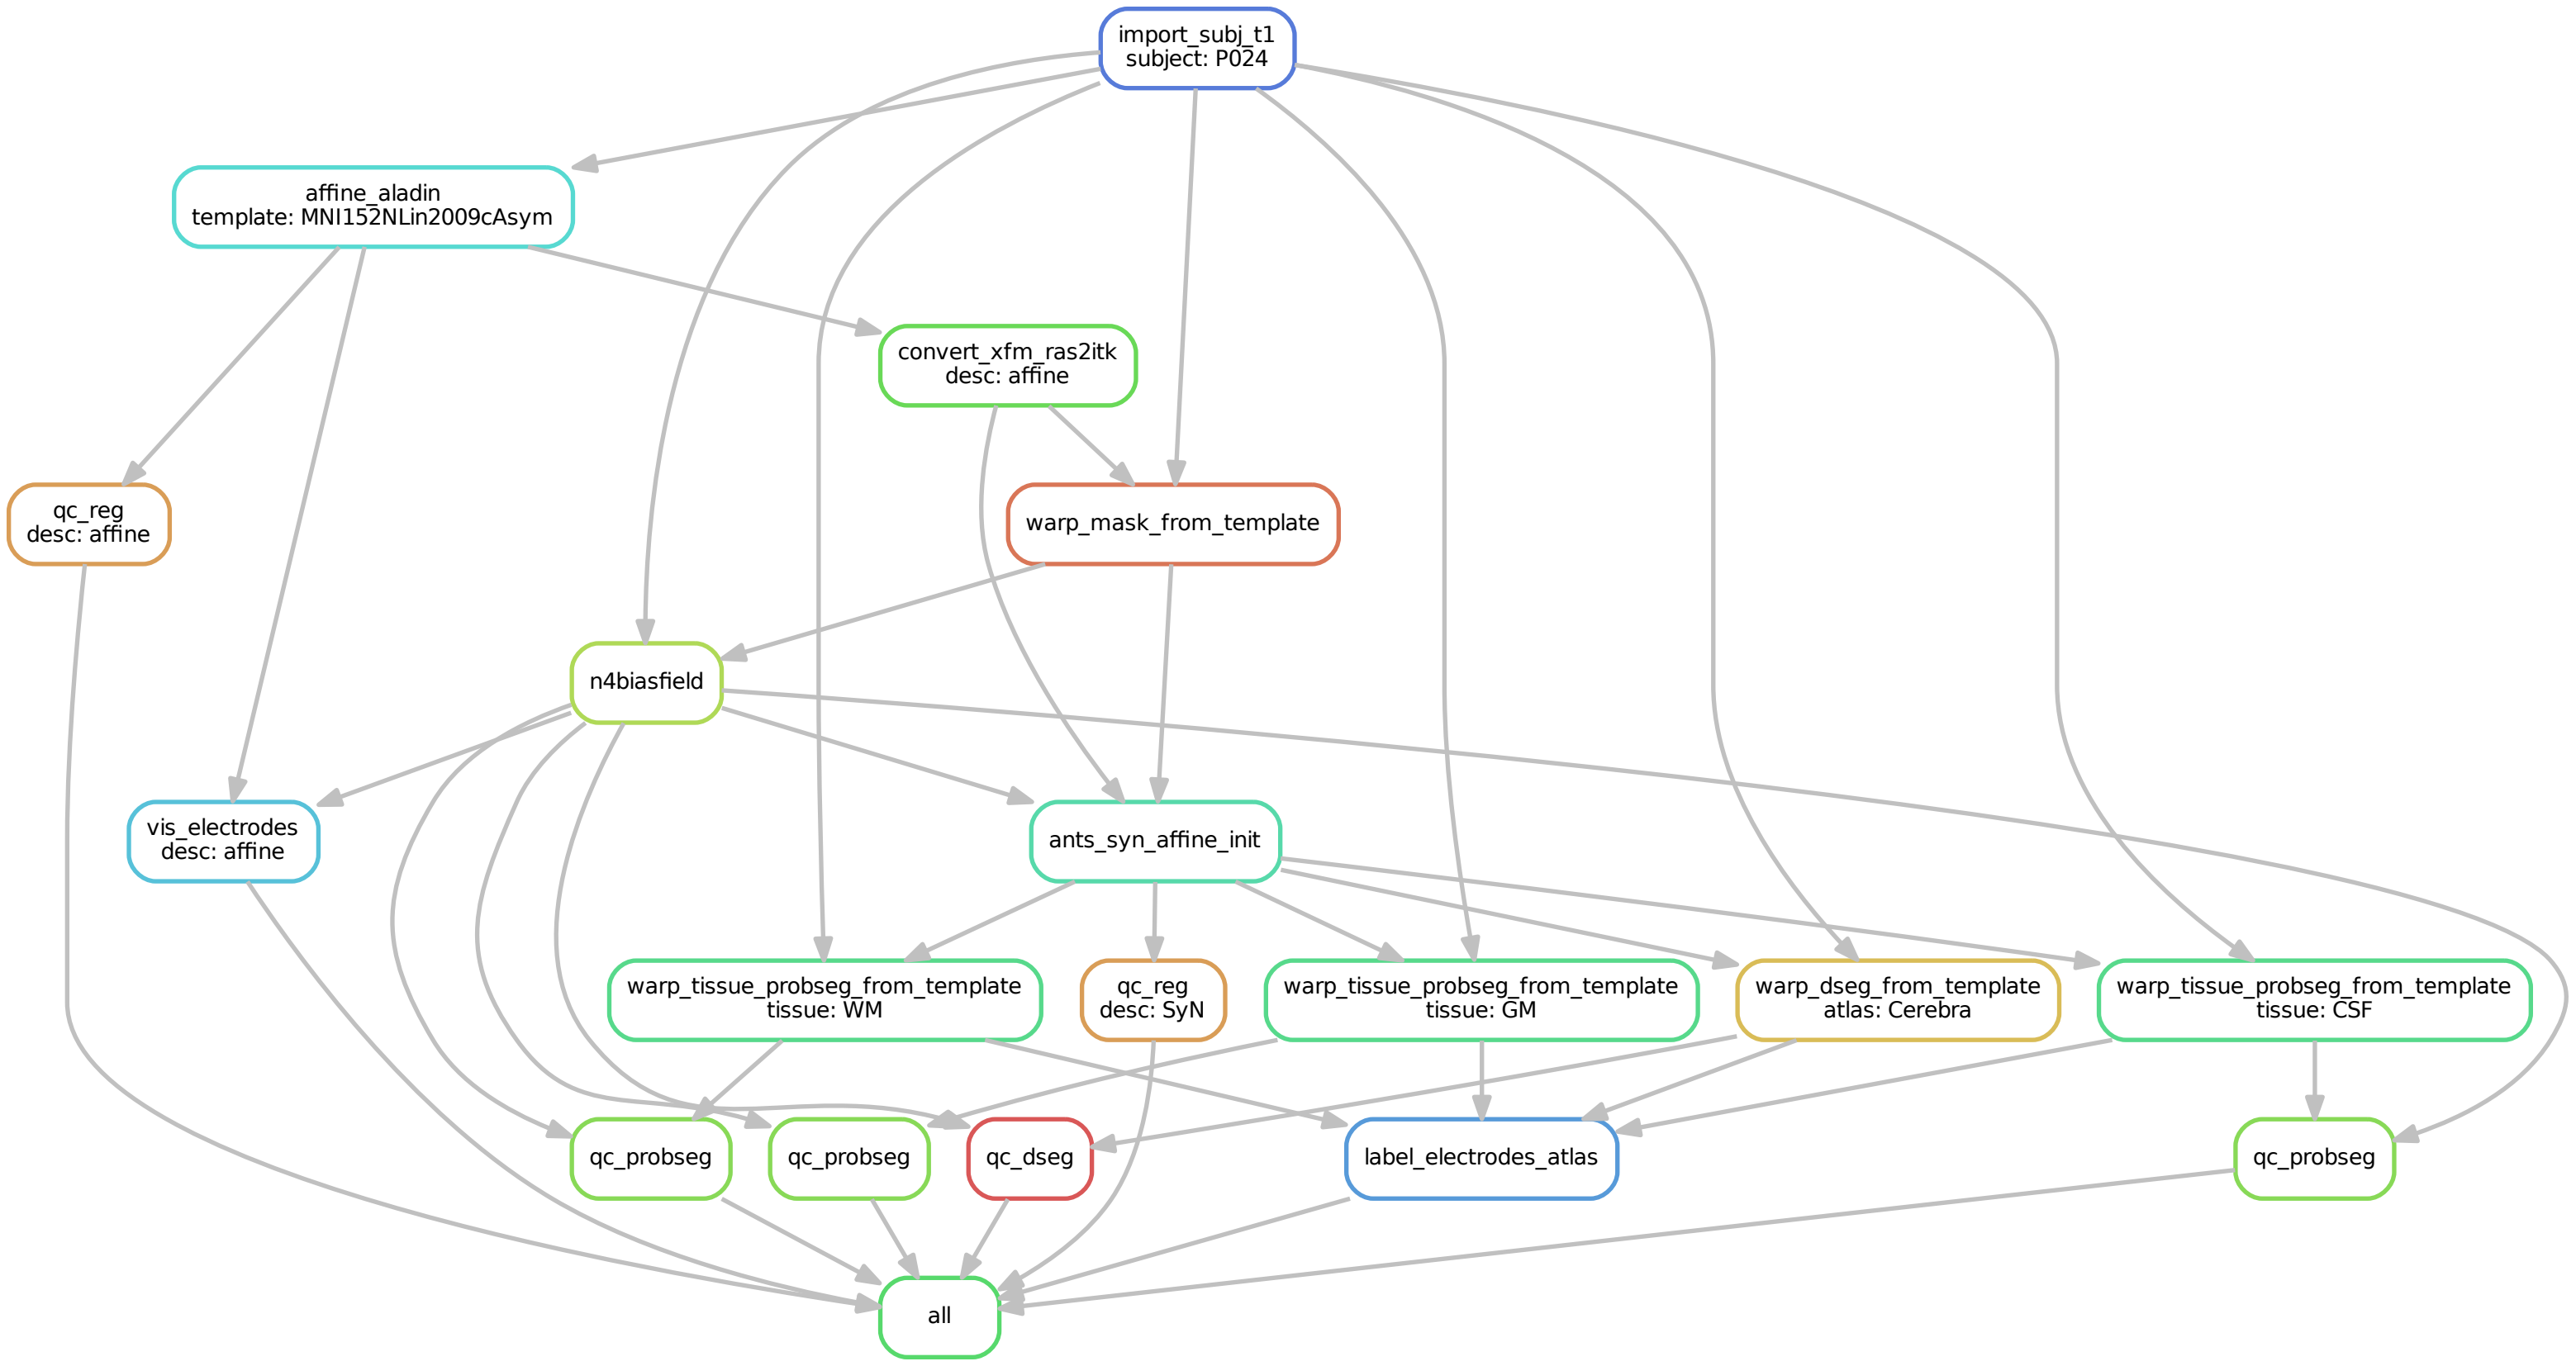 import_subj_t1
subject: P024
affine_aladin
template: MNI152NLin2009cAsym
convert_xfm_ras2itk
desc: affine
qc_reg
desc: affine
warp_mask_from_template
n4biasfield
vis_electrodes
desc: affine
ants_syn_affine_init
warp_tissue_probseg_from_template
tissue: WM
qc_reg
desc: SyN
warp_tissue_probseg_from_template
tissue: GM
warp_dseg_from_template
atlas: Cerebra
warp_tissue_probseg_from_template
tissue: CSF
qc_probseg
qc_probseg
qc_dseg
label_electrodes_atlas
qc_probseg
all